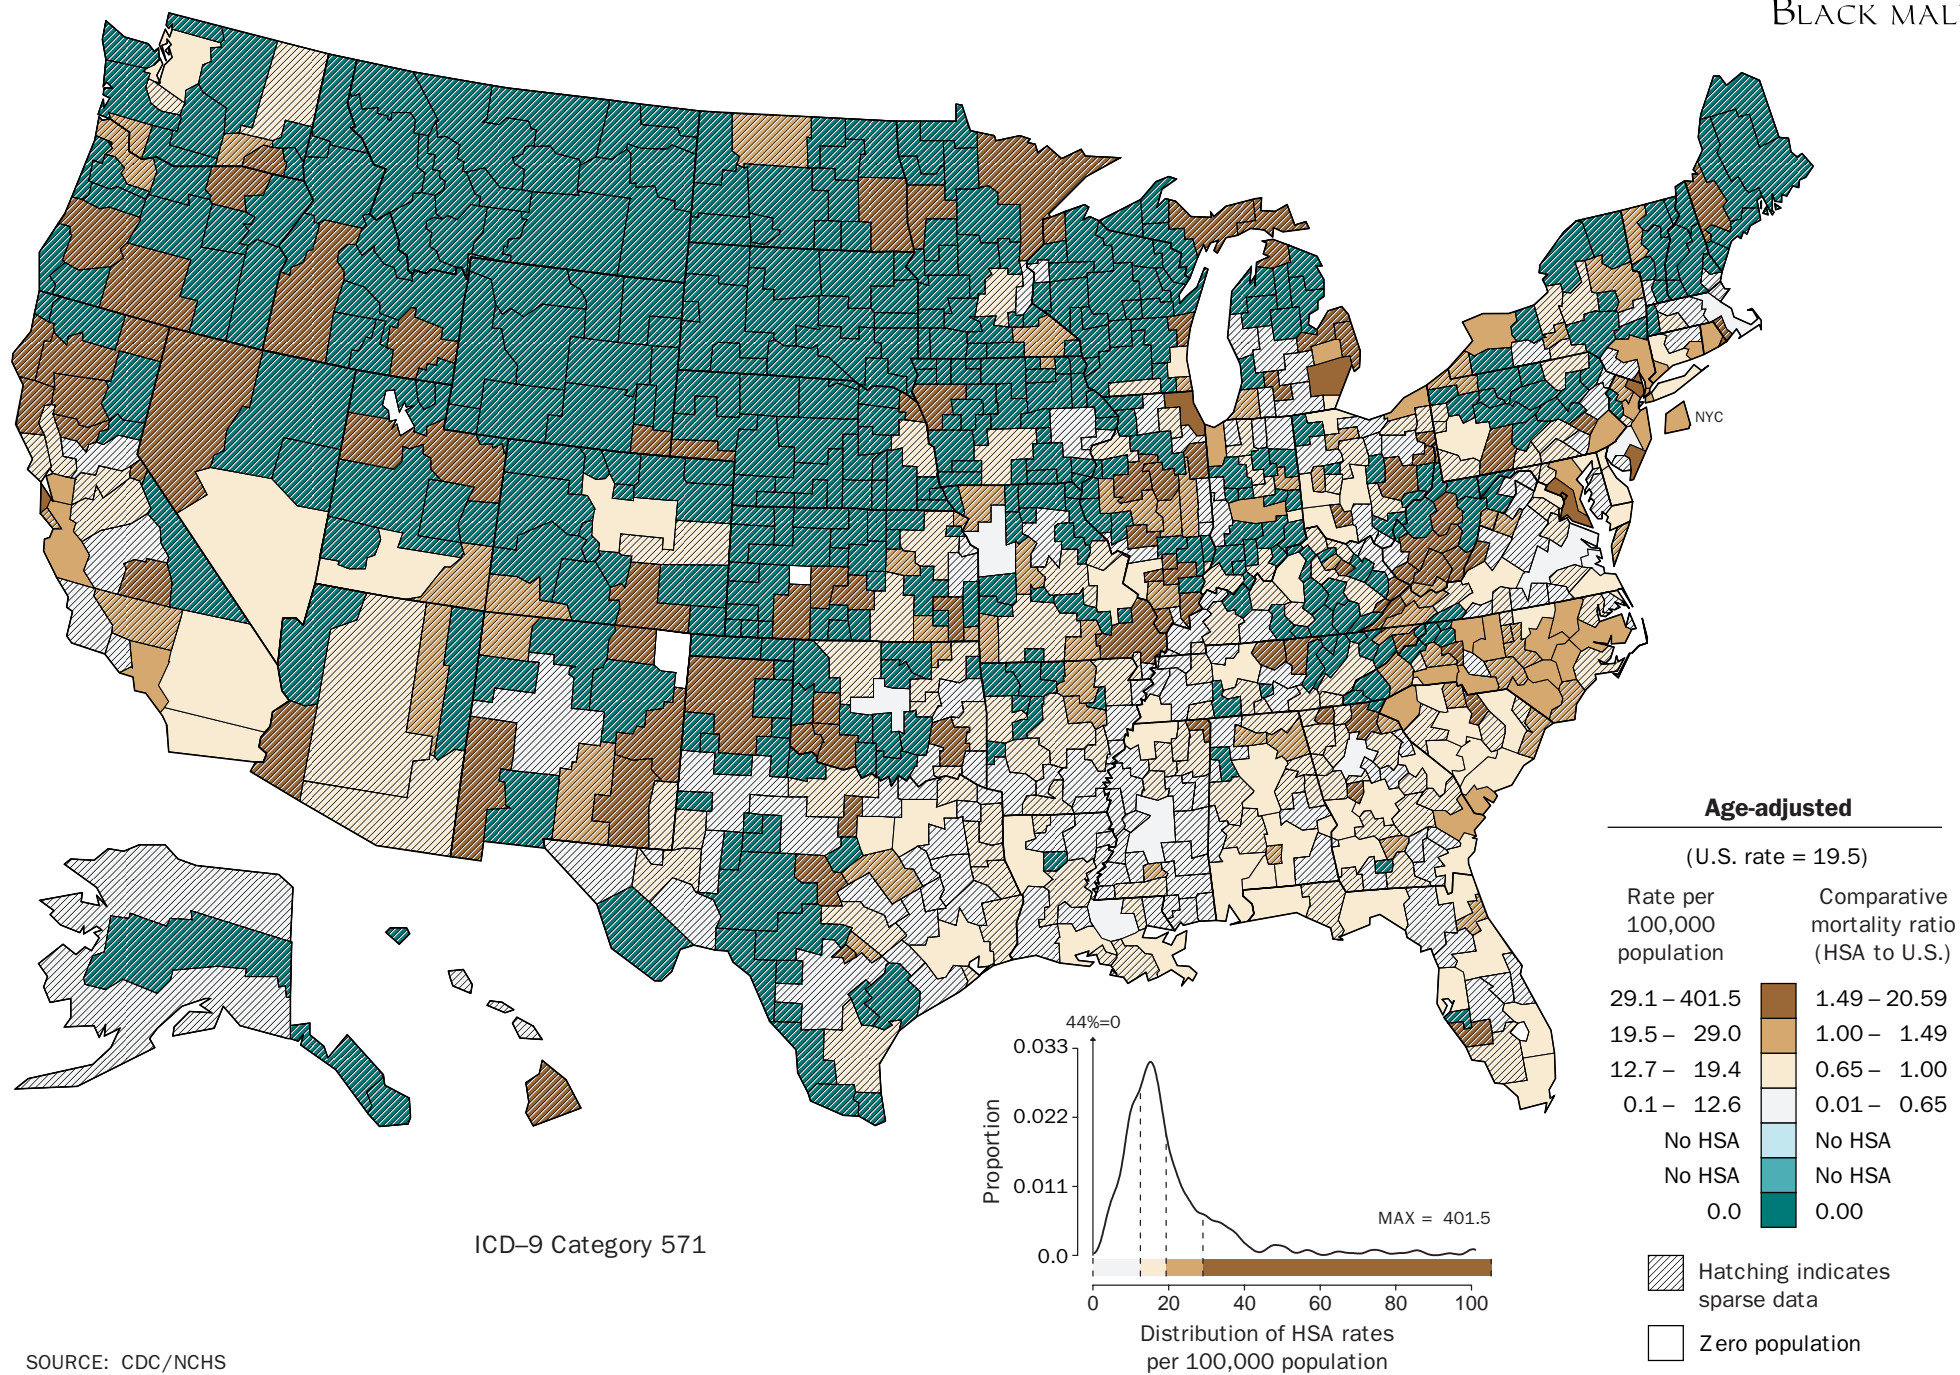 BLACK MAL
NYC
Age-adjusted
(U.S. rate = 19.5)
Rate per 100,000 population
Comparative mortality ratio (HSA to U.S.)
29.1 – 401.5 1.49 – 20.59
19.5 – 29.0 1.00 – 1.49
12.7 – 19.4 0.65 – 1.00
0.1 – 12.6 0.01 – 0.65
No HSA No HSA
No HSA No HSA
0.0 0.00
Hatching indicates
sparse data
Zero population
44%=0
0.033
0.022
0.011
0.0
Proportion
MAX = 401.5
0 20 40 60 80 100
Distribution of HSA rates
per 100,000 population
ICD–9 Category 571
SOURCE: CDC/NCHS